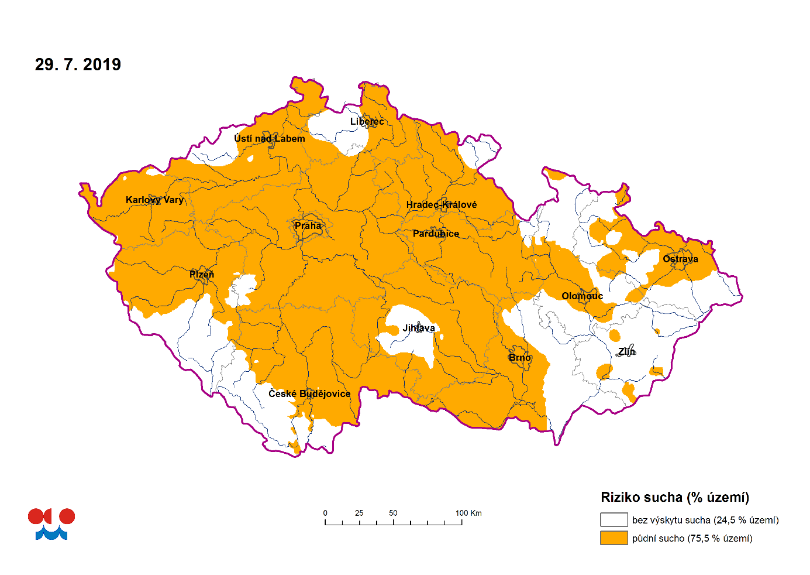 29. 7. 2019
Liberec
Ústí nad Labem
Karlovy Vary
Hradec Králové
Praha
Pardubice
Ostrava
Plzeň
Olomouc
Jihlava
Zlín
Brno
České Budějovice
Riziko sucha (% území)
0 25 50 100 Km
bez výskytu sucha (24,5 % území)
půdní sucho (75,5 % území)